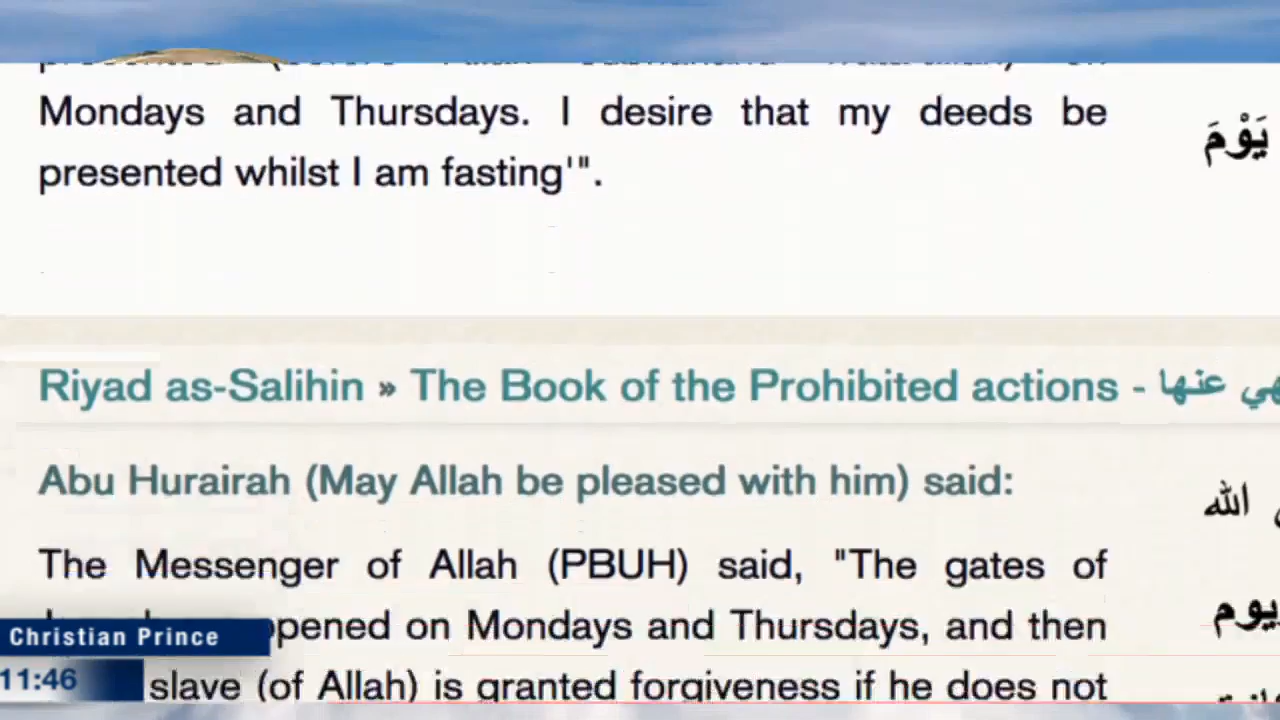 Mondays and Thursdays. I desire that my deeds be
يَوْمَ
presented whilst I am fasting'".
Riyad as-Salihin » The Book of the Prohibited actions - عنها
Abu Hurairah (May Allah be pleased with him) said:
الله
The Messenger of Allah (PBUH) said, "The gates of
opened on Mondays and Thursdays, and then
slave (of Allah) is granted forgiveness if he does not
Christian Prince
11:46